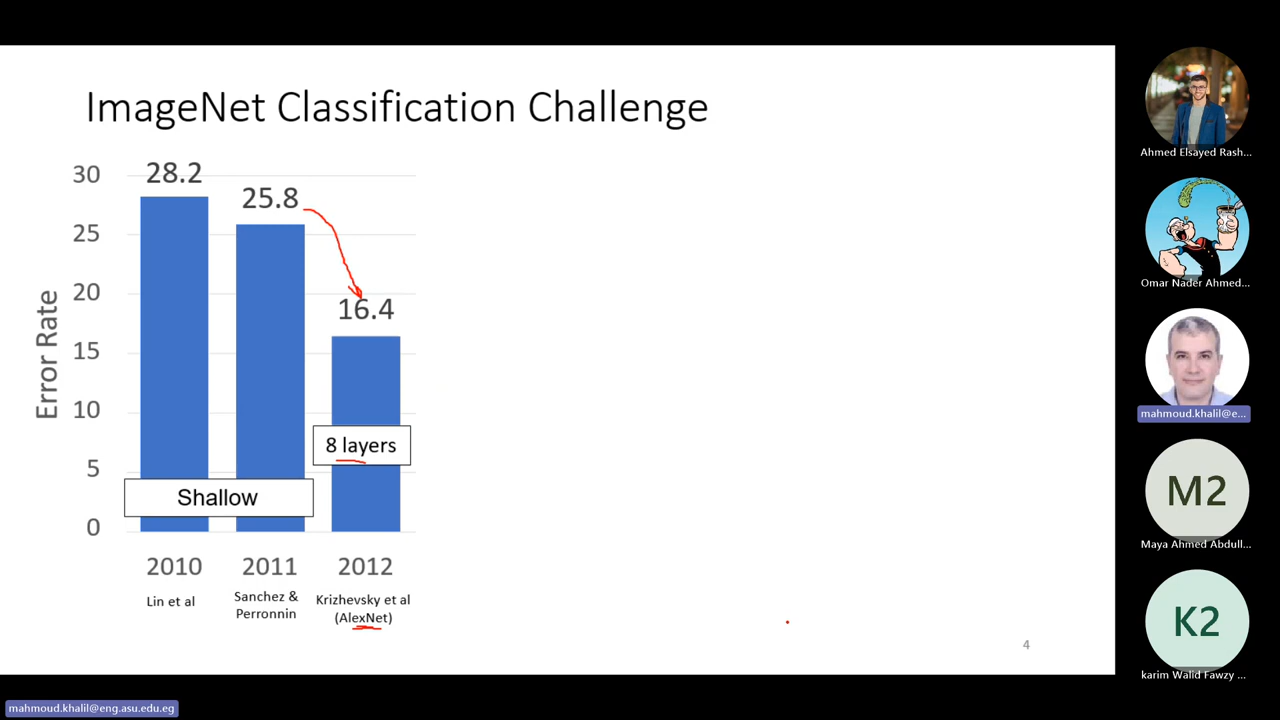 ImageNet Classification Challenge
30
25
20
15
10
5
0
Error Rate
28.2
25.8
16.4
8 layers
Shallow
2010
2011
2012
Lin et al
Sanchez &
Perronnin
Krizhevsky et al
(AlexNet)
4
Ahmed Elsayed Rash...
Omar Nader Ahmed...
mahmoud.khalil@e...
M2
Maya Ahmed Abdull...
K2
karim Walid Fawzy ...
mahmoud.khalil@eng.asu.edu.eg